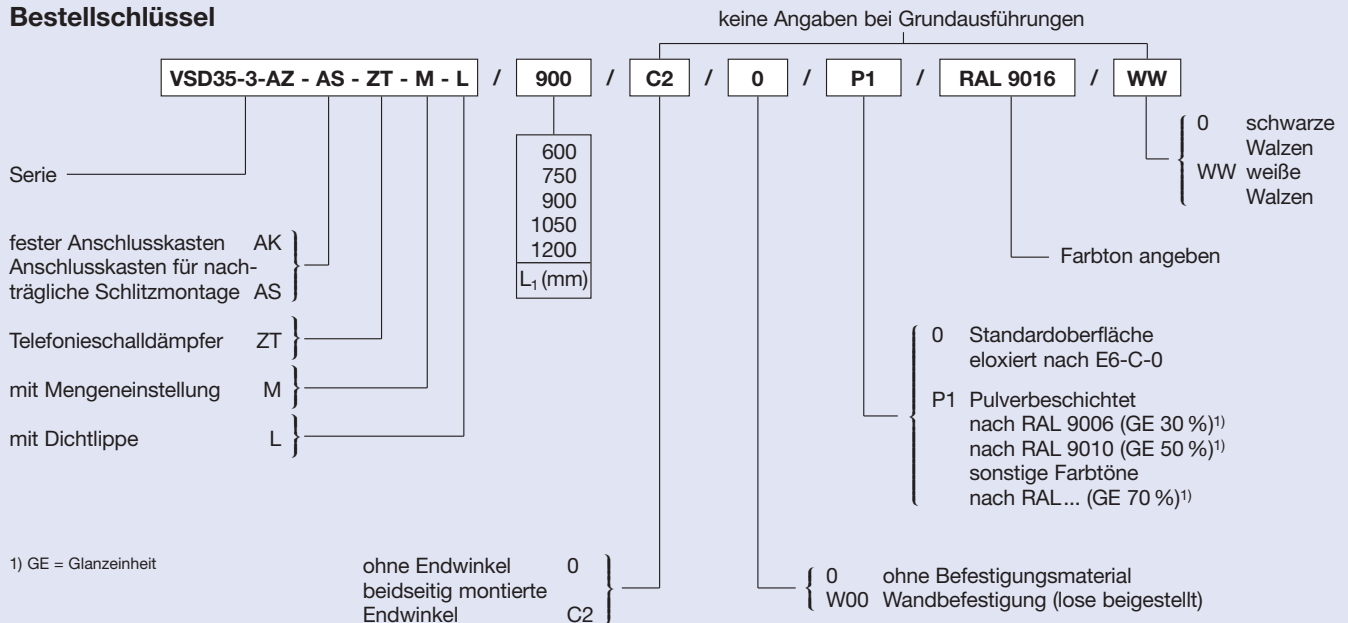 Bestellschlüssel
keine Angaben bei Grundausführungen
VSD35-3-AZ - AS - ZT - M - L / 900 / C2 / 0 / P1 / RAL 9016 / WW
0 schwarze
Walzen
WW weiße
Walzen
600
750
900
1050
1200
L₁ (mm)
Serie
fester Anschlusskasten AK
Anschlusskasten für nach-
trägliche Schlitzmontage AS
Farbton angeben
Telefonieschalldämpfer ZT
mit Mengeneinstellung M
mit Dichtlippe L
0 Standardoberfläche
eloxiert nach E6-C-0
P1 Pulverbeschichtet
nach RAL 9006 (GE 30 %)¹⁾
nach RAL 9010 (GE 50 %)¹⁾
sonstige Farbtöne
nach RAL... (GE 70 %)¹⁾
1) GE = Glanzeinheit
ohne Endwinkel 0
beidseitig montierte
Endwinkel C2
0 ohne Befestigungsmaterial
W00 Wandbefestigung (lose beigestellt)